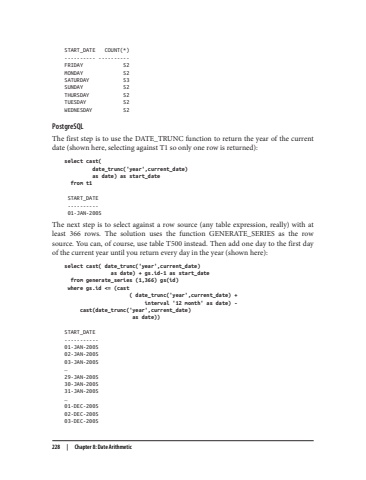 START_DATE   COUNT(*)
---------- ----------
FRIDAY             52
MONDAY             52
SATURDAY           53
SUNDAY             52
THURSDAY           52
TUESDAY            52
WEDNESDAY          52
PostgreSQL
The first step is to use the DATE_TRUNC function to return the year of the current
date (shown here, selecting against T1 so only one row is returned):
select cast(
         date_trunc('year',current_date)
         as date) as start_date
  from t1
START_DATE
----------
01-JAN-2005
The next step is to select against a row source (any table expression, really) with at
least 366 rows. The solution uses the function GENERATE_SERIES as the row
source. You can, of course, use table T500 instead. Then add one day to the first day
of the current year until you return every day in the year (shown here):
select cast( date_trunc('year',current_date)
               as date) + gs.id-1 as start_date
  from generate_series (1,366) gs(id)
 where gs.id <= (cast
                     ( date_trunc('year',current_date) +
                          interval '12 month' as date) -
     cast(date_trunc('year',current_date)
                      as date))
START_DATE
-----------
01-JAN-2005
02-JAN-2005
03-JAN-2005
…
29-JAN-2005
30-JAN-2005
31-JAN-2005
…
01-DEC-2005
02-DEC-2005
03-DEC-2005
228 | Chapter 8: Date Arithmetic